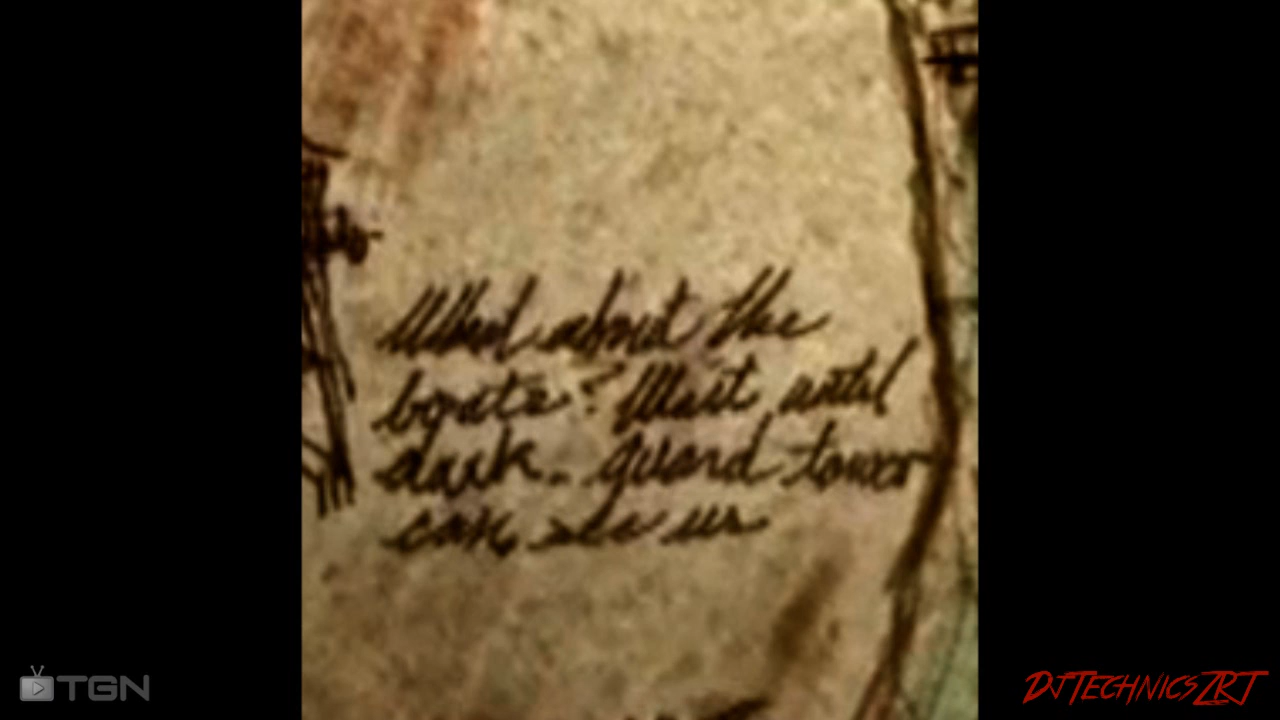 What about the
boats? Wait until
dark. guard tower
can see us
TGN
DJTECHNICSZRT